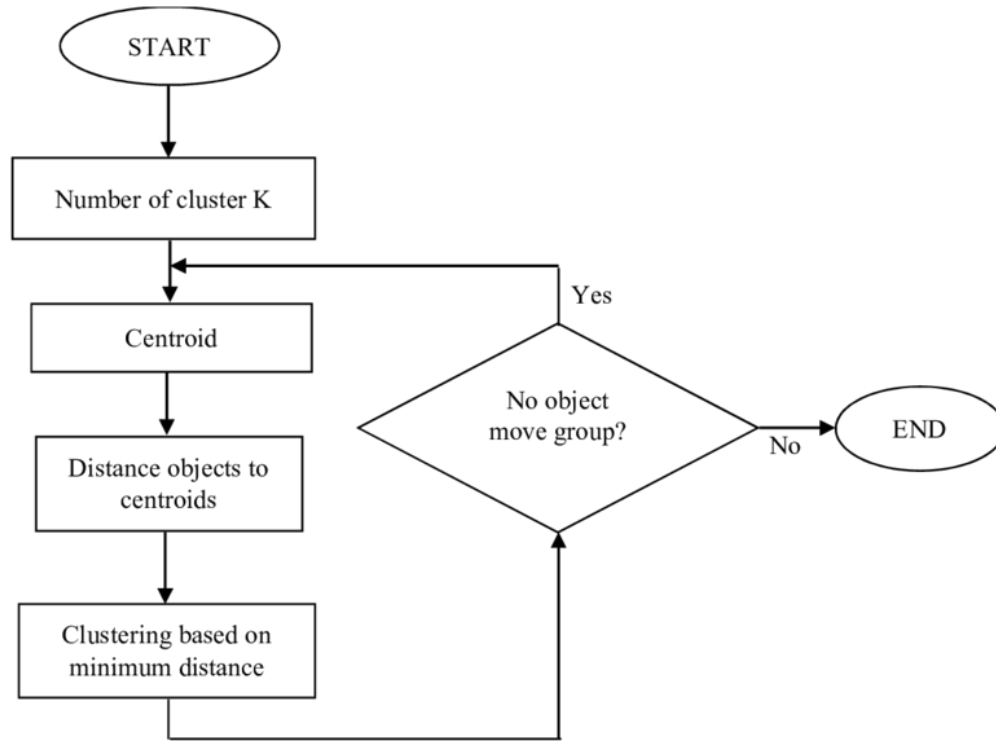 START
Number of cluster K
Centroid
Distance objects to
centroids
Clustering based on
minimum distance
Yes
No object
move group?
No
END